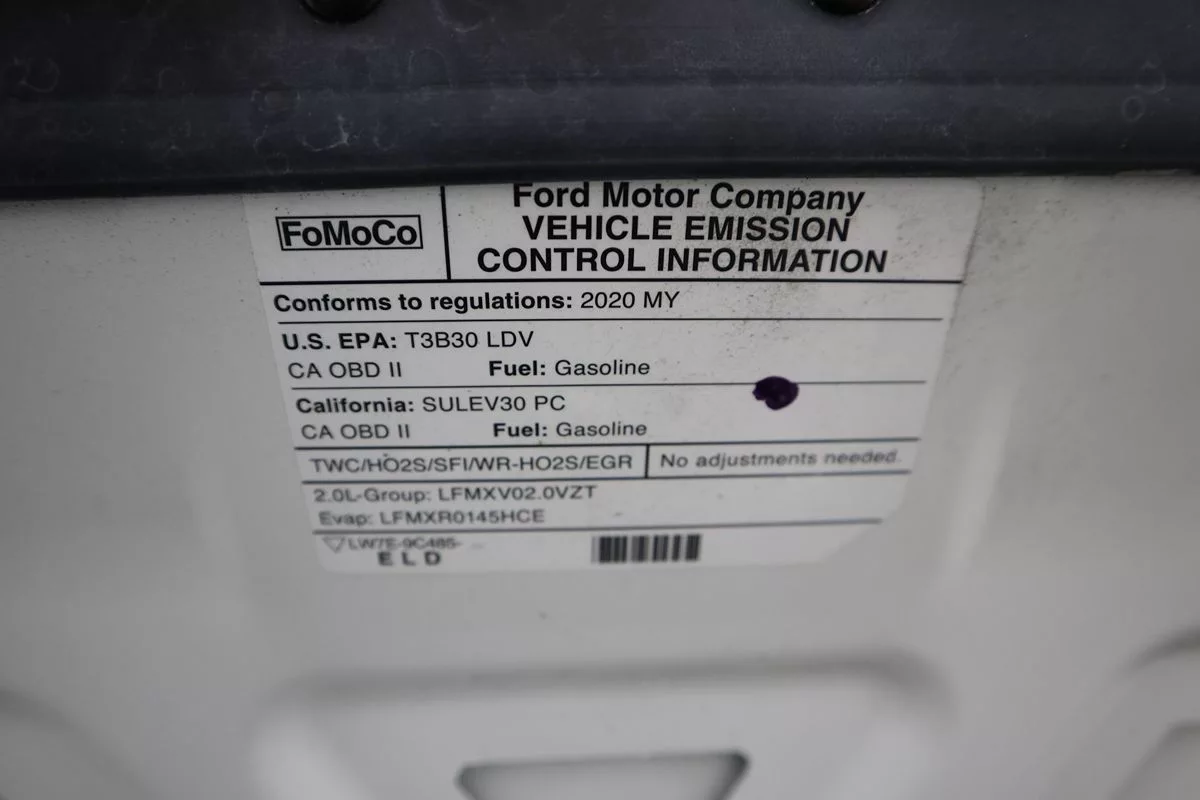 FoMoCo
Ford Motor Company
VEHICLE EMISSION
CONTROL INFORMATION
Conforms to regulations: 2020 MY
U.S. EPA: T3B30 LDV
CA OBD II Fuel: Gasoline
California: SULEV30 PC
CA OBD II Fuel: Gasoline
TWC/HO2S/SFI/WR-HO2S/EGR No adjustments needed.
2.0L-Group: LFMXV02.0VZT
Evap: LFMXR0145HCE
LW7E-9C485-
ELD